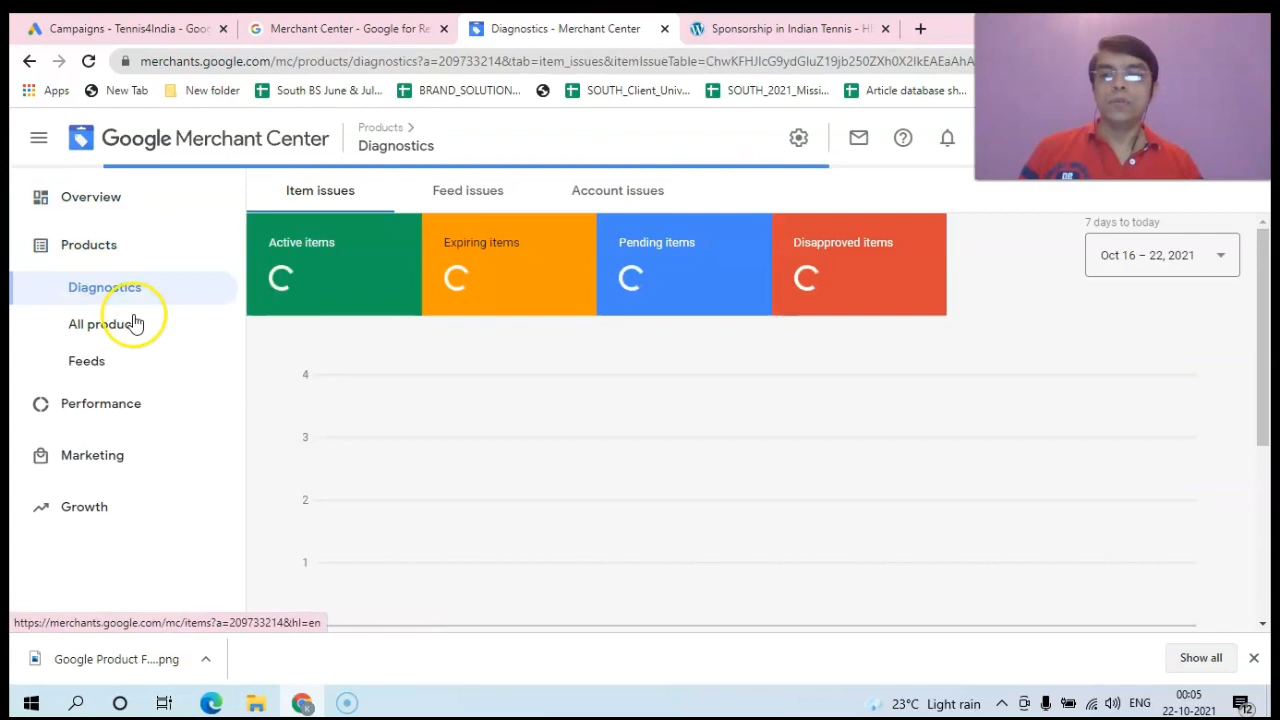 Campaigns - Tennis4India - Goo
Merchant Center - Google for Re
Diagnostics - Merchant Center
Sponsorship in Indian Tennis - H
merchants.google.com/mc/products/diagnostics?a=209733214&tab=item_issues&itemIssueTable=
Apps
New Tab
New folder
South BS June & Jul...
BRAND_SOLUTION...
SOUTH_Client_Univ...
SOUTH_2021_Missi...
Article database sh...
Google Merchant Center
Products
Diagnostics
Overview
Products
Diagnostics
All produc
Feeds
Performance
Marketing
Growth
Item issues
Feed issues
Account issues
Active items
Expiring items
Pending items
Disapproved items
7 days to today
Oct 16 – 22, 2021
4
3
2
1
https://merchants.google.com/mc/items?a=209733214&hl=en
Google Product F....png
Show all
23°C Light rain
ENG
00:05
22-10-2021
12